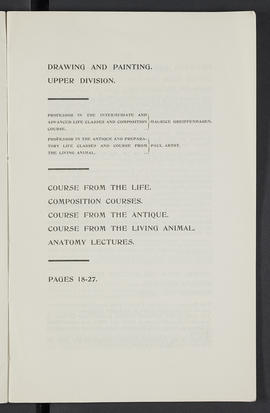 DRAWING AND PAINTING.
UPPER DIVISION.
PROFESSOR IN THE INTERMEDIATE AND
ADVANCED LIFE CLASSES AND COMPOSITION MAURICE GREIFFENHAGEN.
COURSE.
PROFESSOR IN THE ANTIQUE AND PREPARA-
TORY LIFE CLASSES AND COURSE FROM PAUL ARTOT.
THE LIVING ANIMAL.
COURSE FROM THE LIFE.
COMPOSITION COURSES.
COURSE FROM THE ANTIQUE.
COURSE FROM THE LIVING ANIMAL.
ANATOMY LECTURES.
PAGES 18-27.